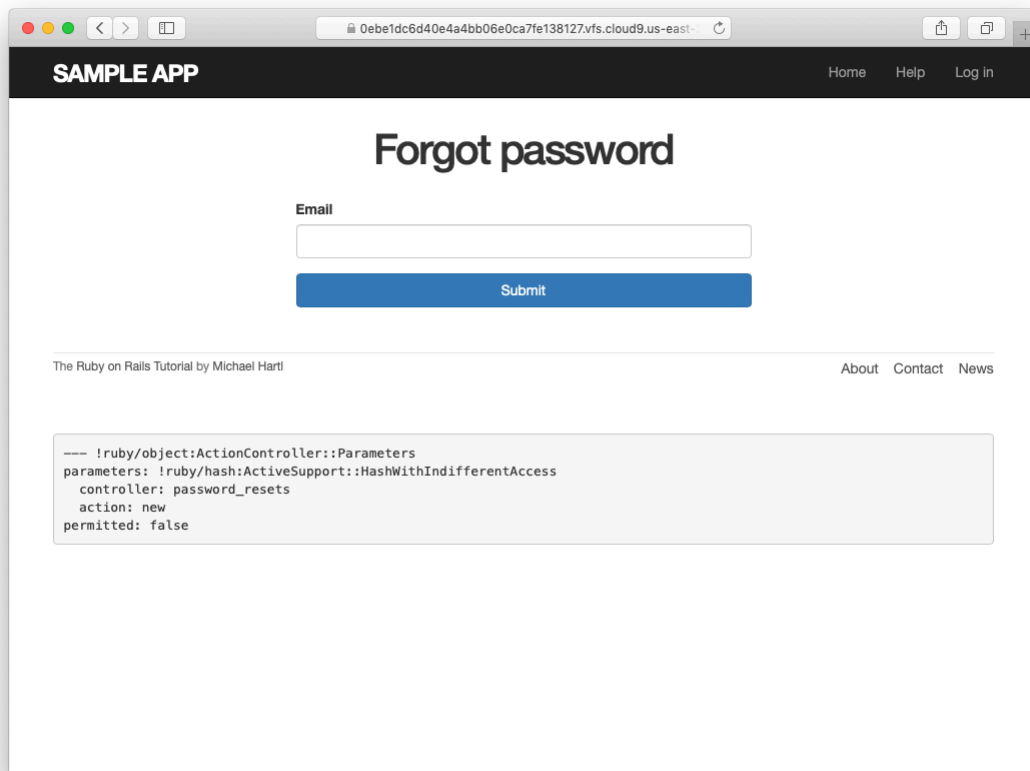 0ebe1dc6d40e4a4bb06e0ca7fe138127.vfs.cloud9.us-east-
SAMPLE APP
Home Help Log in
Forgot password
Email
Submit
The Ruby on Rails Tutorial by Michael Hartl
About Contact News
--- !ruby/object:ActionController::Parameters
parameters: !ruby/hash:ActiveSupport::HashWithIndifferentAccess
  controller: password_resets
  action: new
permitted: false